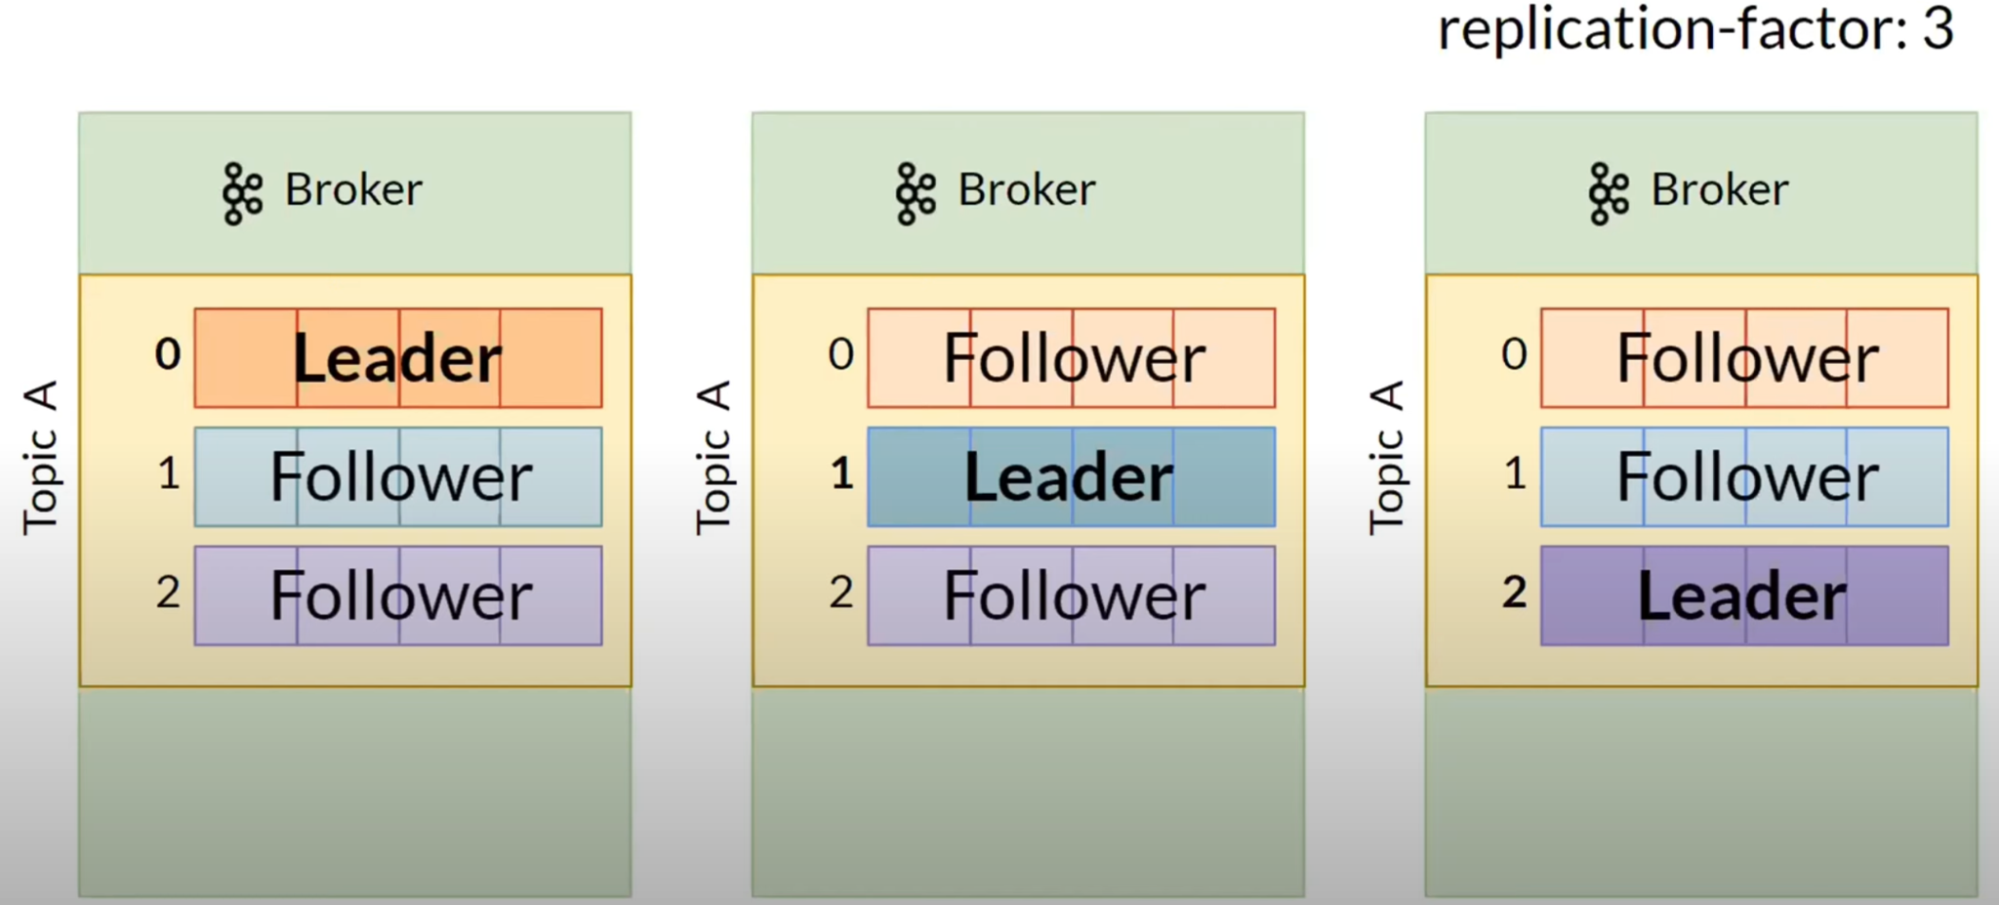 replication-factor: 3
Broker
Topic A
0 Leader
1 Follower
2 Follower
Broker
Topic A
0 Follower
1 Leader
2 Follower
Broker
Topic A
0 Follower
1 Follower
2 Leader